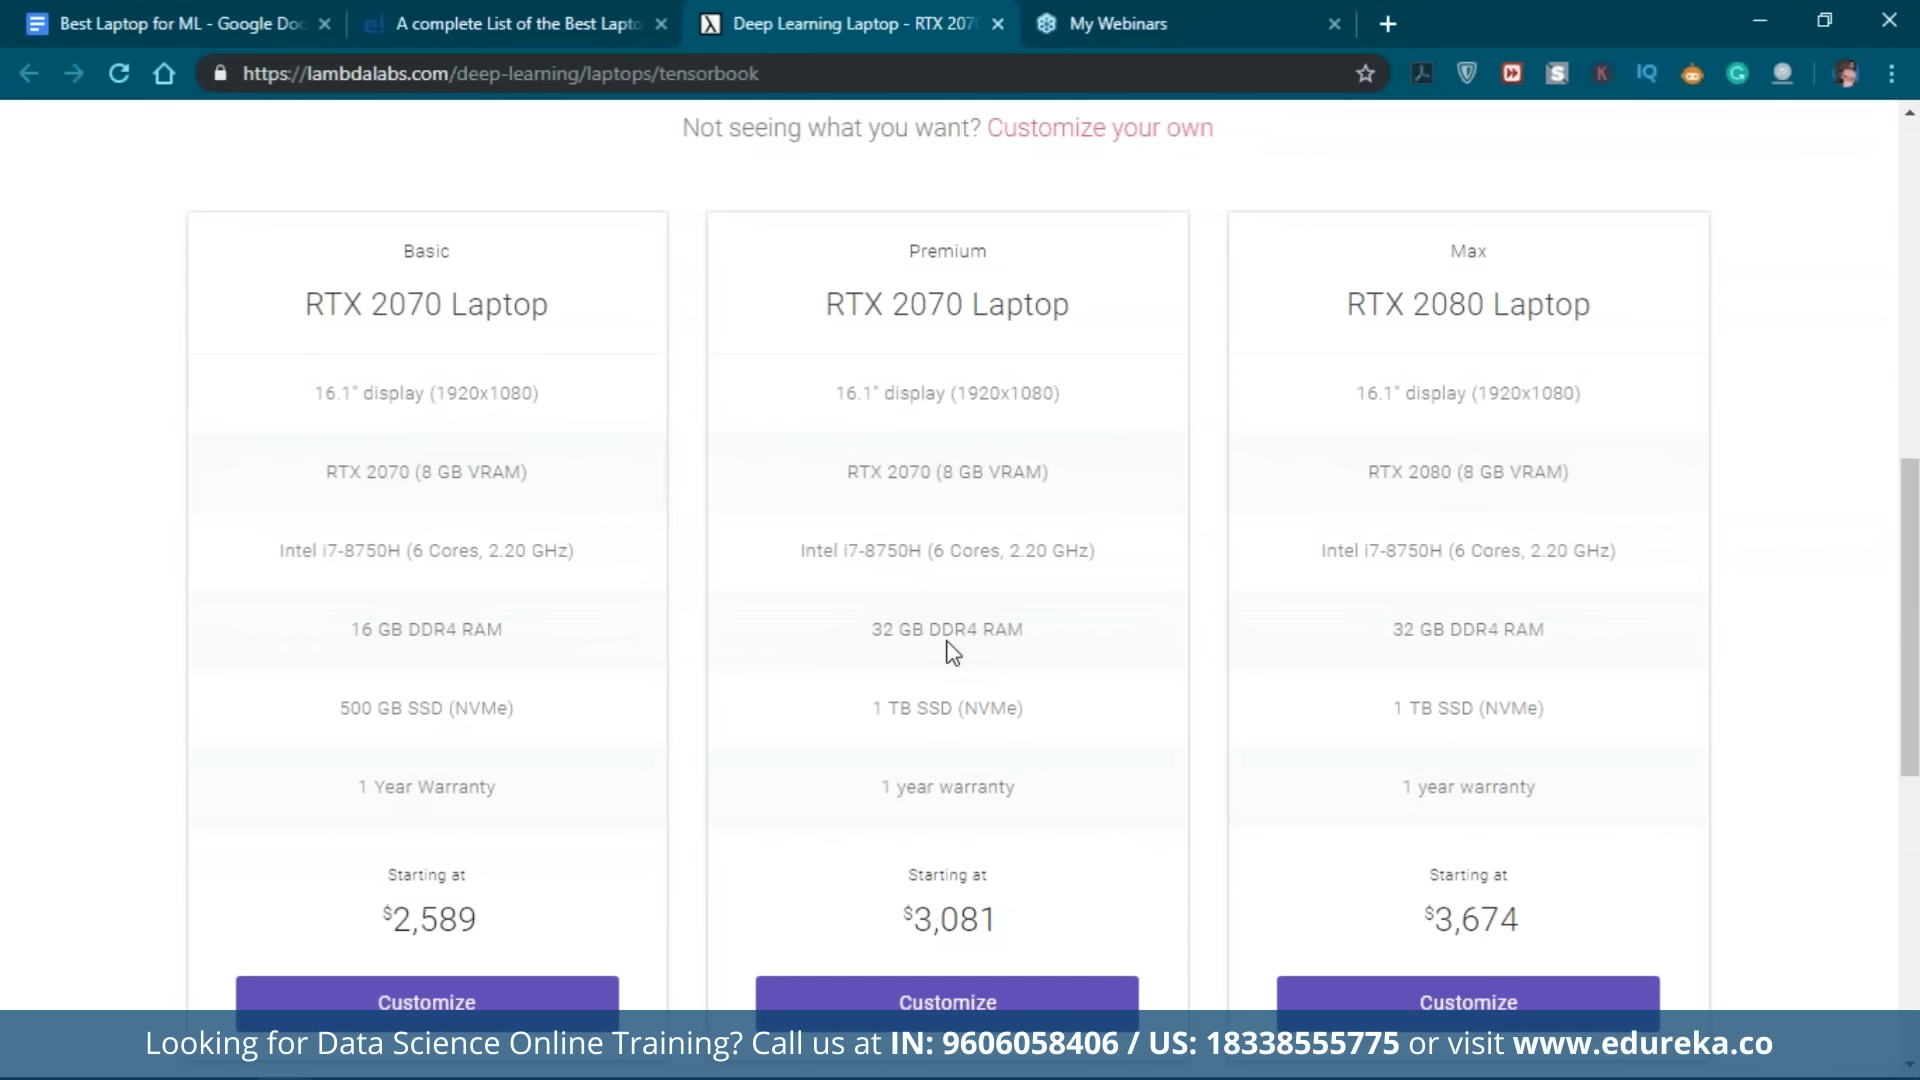 Best Laptop for ML - Google Doc
A complete List of the Best Lapto
Deep Learning Laptop - RTX 207
My Webinars
https://lambdalabs.com/deep-learning/laptops/tensorbook
Not seeing what you want? Customize your own
Basic
RTX 2070 Laptop
16.1" display (1920x1080)
RTX 2070 (8 GB VRAM)
Intel i7-8750H (6 Cores, 2.20 GHz)
16 GB DDR4 RAM
500 GB SSD (NVMe)
1 Year Warranty
Starting at
$2,589
Customize
Premium
RTX 2070 Laptop
16.1" display (1920x1080)
RTX 2070 (8 GB VRAM)
Intel i7-8750H (6 Cores, 2.20 GHz)
32 GB DDR4 RAM
1 TB SSD (NVMe)
1 year warranty
Starting at
$3,081
Customize
Max
RTX 2080 Laptop
16.1" display (1920x1080)
RTX 2080 (8 GB VRAM)
Intel i7-8750H (6 Cores, 2.20 GHz)
32 GB DDR4 RAM
1 TB SSD (NVMe)
1 year warranty
Starting at
$3,674
Customize
Looking for Data Science Online Training? Call us at IN: 9606058406 / US: 18338555775 or visit www.edureka.co